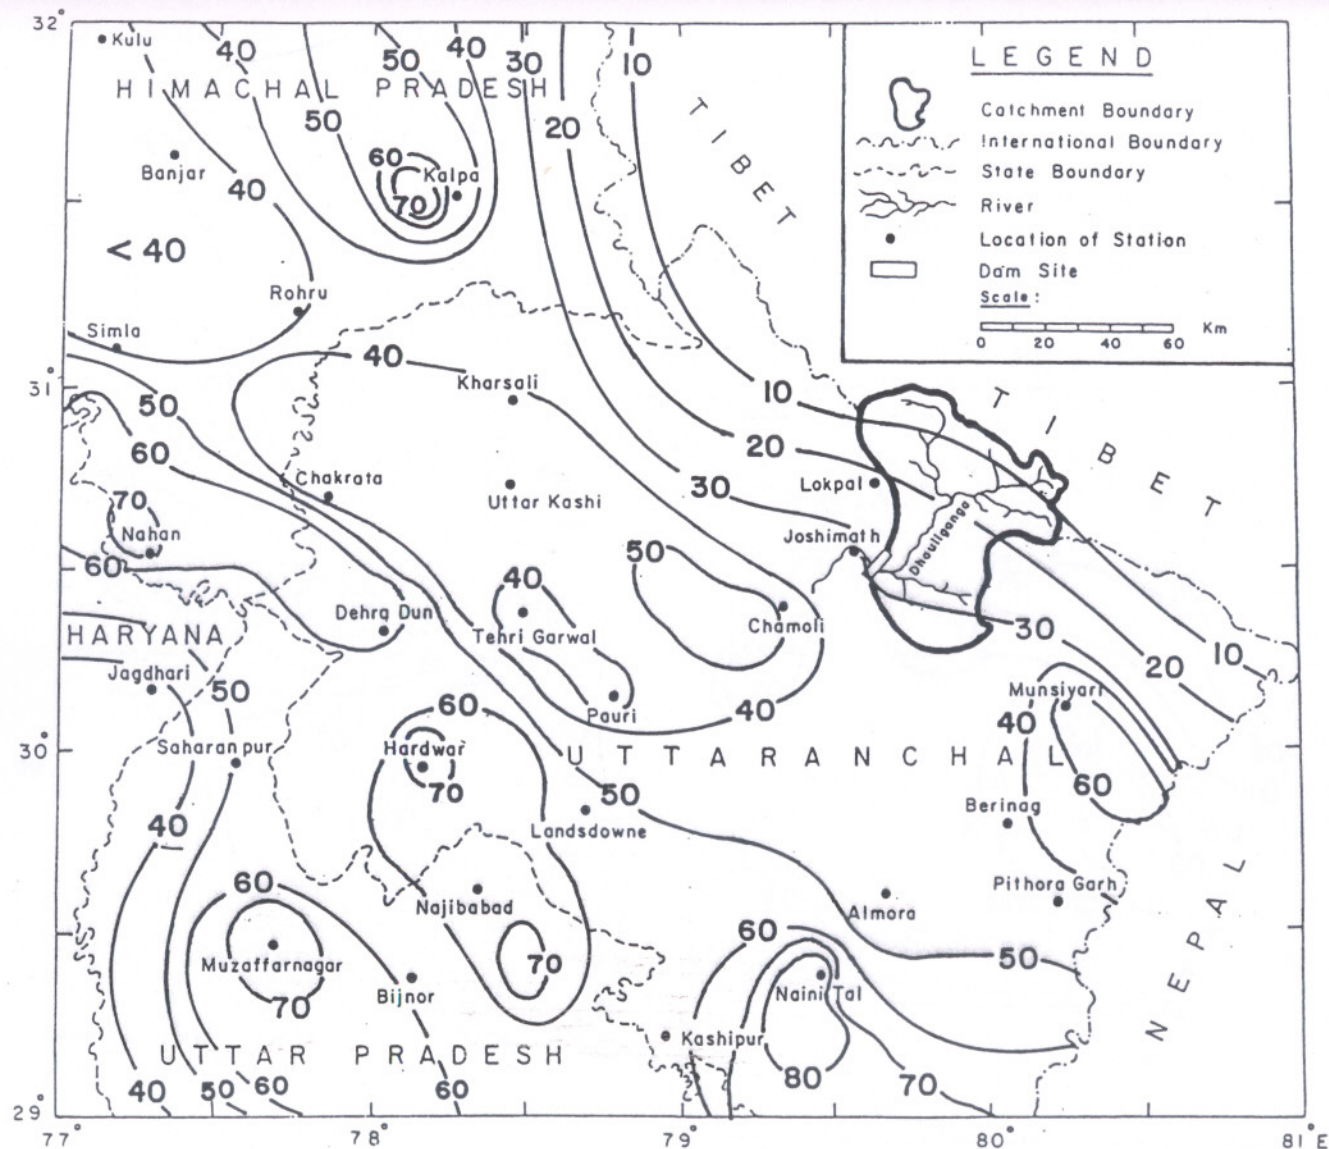 32°
Kulu
40
50
40
30
10
LEGEND
HIMACHAL PRADESH
Catchment Boundary
International Boundary
State Boundary
River
Location of Station
Dam Site
Scale:
Km
0 20 40 60
50
20
TIBET
Banjar
60
Kalpa
70
40
< 40
Rohru
Simla
40
31°
Kharsali
10
TIBET
50
60
20
Chakrata
Uttar Kashi
30
Lokpal
70
Nahan
Joshimath
Dhauliganga
60
50
40
Dehra Dun
Tehri Garwal
Chamoli
30
HARYANA
Jagdhari
50
20
10
Pauri
40
Munsiyari
60
40
30°
Saharanpur
Hardwar
70
UTTARANCHAL
60
50
Landsdowne
Berinag
40
60
Najibabad
Pithora Garh
Almora
NEPAL
Muzaffarnagar
70
70
Bijnor
60
50
Naini Tal
Kashipur
UTTAR PRADESH
40
50
60
60
80
70
29°
77° 78° 79° 80° 81°E